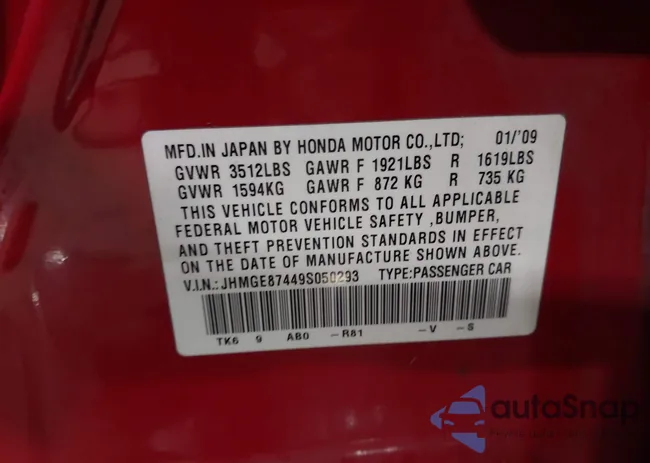 MFD.IN JAPAN BY HONDA MOTOR CO.,LTD; 01/'09
GVWR 3512LBS GAWR F 1921LBS R 1619LBS
GVWR 1594KG GAWR F 872 KG R 735 KG
THIS VEHICLE CONFORMS TO ALL APPLICABLE
FEDERAL MOTOR VEHICLE SAFETY ,BUMPER,
AND THEFT PREVENTION STANDARDS IN EFFECT
ON THE DATE OF MANUFACTURE SHOWN ABOVE.
V.I.N.:JHMGE87449S050293 TYPE:PASSENGER CAR
TK6 9 AB0 -R81 -V -S
autoSnap